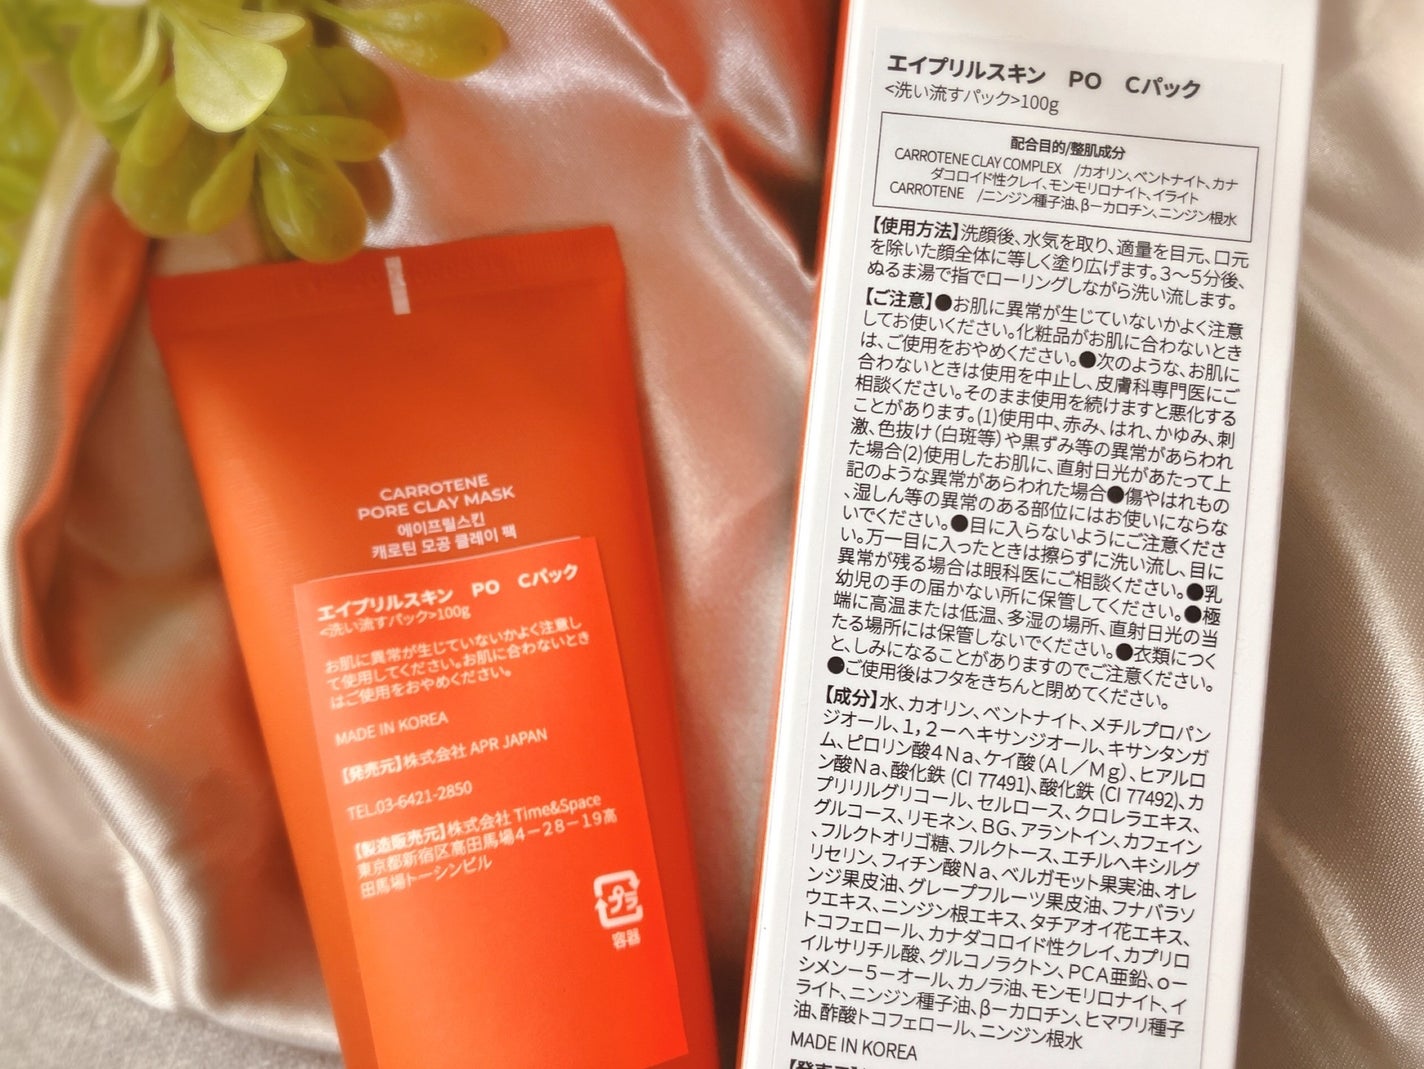 CARROTENE
PORE CLAY MASK
에이프릴스킨
캐로틴 모공 클레이 팩
エイプリルスキン PO Cパック
<洗い流すパック>100g
お肌に異常が生じていないかよく注意し
て使用してください。お肌に合わないとき
はご使用をおやめください。
MADE IN KOREA
【発売元】株式会社 APR JAPAN
TEL.03-6421-2850
【製造販売元】株式会社 Time&Space
東京都新宿区高田馬場4−28−19高
田馬場トーシンビル
プラ
容器
エイプリルスキン PO Cパック
<洗い流すパック>100g
配合目的/整肌成分
CARROTENE CLAY COMPLEX /カオリン、ベントナイト、カナ
ダコロイド性クレイ、モンモリロナイト、イライト
CARROTENE /ニンジン種子油、β−カロチン、ニンジン根水
【使用方法】洗顔後、水気を取り、適量を目元、口元
を除いた顔全体に等しく塗り広げます。3〜5分後、
ぬるま湯で指でローリングしながら洗い流します。
【ご注意】●お肌に異常が生じていないかよく注意
してお使いください。化粧品がお肌に合わないとき
は、ご使用をおやめください。●次のような、お肌に
合わないときは使用を中止し、皮膚科専門医にご
相談ください。そのまま使用を続けますと悪化する
ことがあります。(1)使用中、赤み、はれ、かゆみ、刺
激、色抜け(白斑等)や黒ずみ等の異常があらわれ
た場合(2)使用したお肌に、直射日光があたって上
記のような異常があらわれた場合●傷やはれもの
、湿しん等の異常のある部位にはお使いにならな
いでください。●目に入らないようにご注意くださ
い。万一目に入ったときは擦らずに洗い流し、目に
異常が残る場合は眼科医にご相談ください。●乳
幼児の手の届かない所に保管してください。●極
端に高温または低温、多湿の場所、直射日光の当
たる場所には保管しないでください。●衣類につく
と、しみになることがありますのでご注意ください。
●ご使用後はフタをきちんと閉めてください。
【成分】水、カオリン、ベントナイト、メチルプロパン
ジオール、1,2−ヘキサンジオール、キサンタンガ
ム、ピロリン酸4Na、ケイ酸(Al/Mg)、ヒアルロ
ン酸Na、酸化鉄 (CI 77491)、酸化鉄 (CI 77492)、カ
プリリルグリコール、セルロース、クロレラエキス、
グルコース、リモネン、BG、アラントイン、カフェイン
、フルクトオリゴ糖、フルクトース、エチルヘキシルグ
リセリン、フィチン酸Na、ベルガモット果実油、オレ
ンジ果皮油、グレープフルーツ果皮油、フナバラソ
ウエキス、ニンジン根エキス、タチアオイ花エキス、
トコフェロール、カナダコロイド性クレイ、カプリロ
イルサリチル酸、グルコノラクトン、PCA亜鉛、o−
シメン−5−オール、カノラ油、モンモリロナイト、イ
ライト、ニンジン種子油、β−カロチン、ヒマワリ種子
油、酢酸トコフェロール、ニンジン根水
MADE IN KOREA